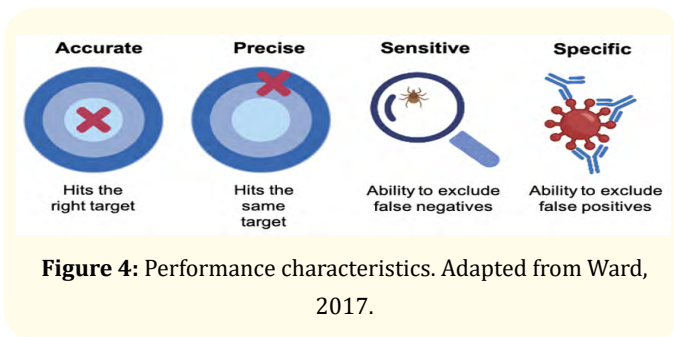 Accurate Precise Sensitive Specific
Hits the
right target
Hits the
same
target
Ability to exclude
false negatives
Ability to exclude
false positives
Figure 4: Performance characteristics. Adapted from Ward,
2017.